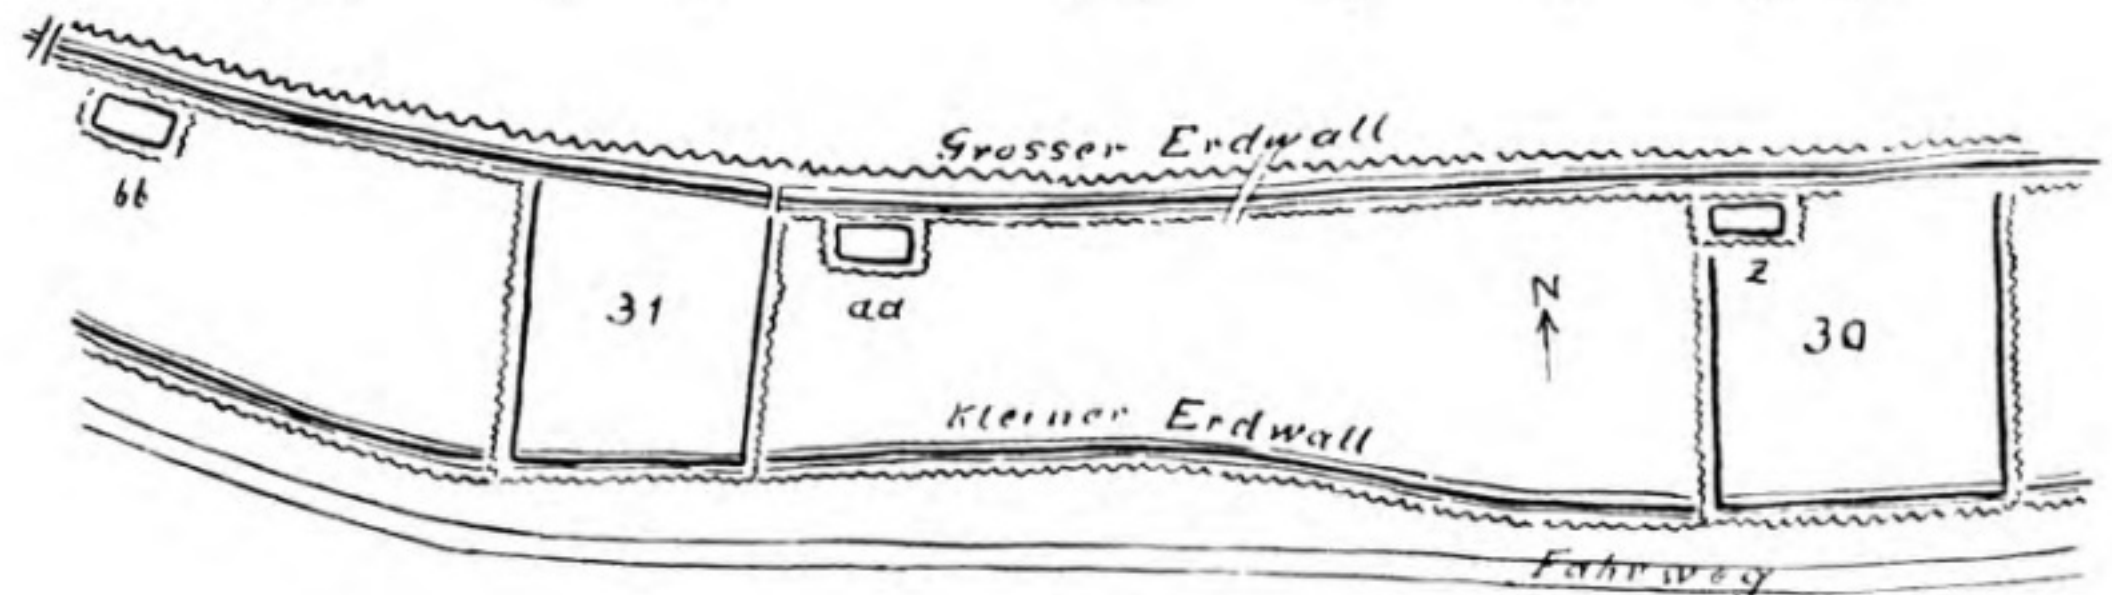 Grosser Erdwall
bb
z
aa
N
31
30
Kleiner Erdwall
Fahrweg